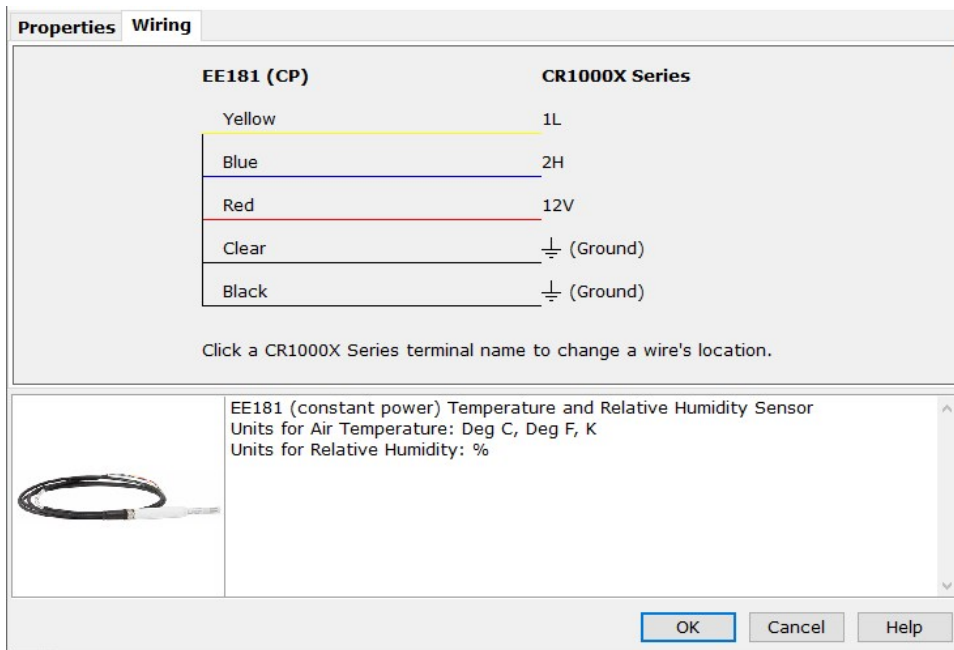 Properties Wiring
EE181 (CP) CR1000X Series
Yellow 1L
Blue 2H
Red 12V
Clear (Ground)
Black (Ground)
Click a CR1000X Series terminal name to change a wire's location.
EE181 (constant power) Temperature and Relative Humidity Sensor
Units for Air Temperature: Deg C, Deg F, K
Units for Relative Humidity: %
OK Cancel Help